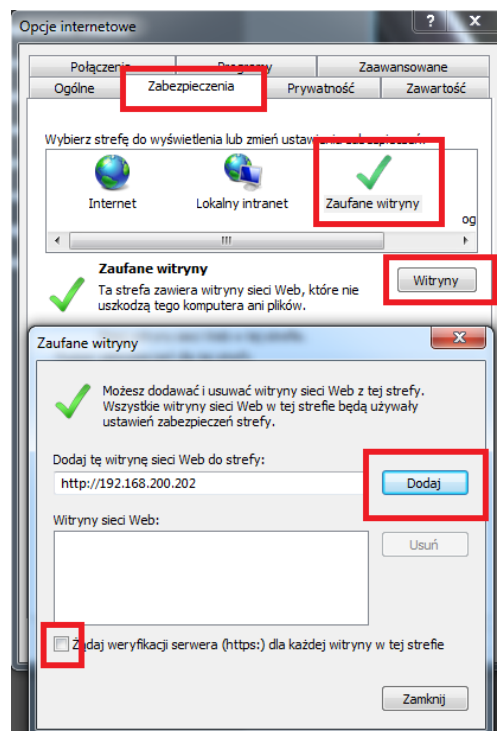 Opcje internetowe
Połączenia Programy Zaawansowane
Ogólne Zabezpieczenia Prywatność Zawartość
Wybierz strefę do wyświetlenia lub zmień
Internet Lokalny intranet Zaufane witryny
og
Zaufane witryny
Witryny
Ta strefa zawiera witryny sieci Web, które nie
uszkodzą tego komputera ani plików.
Zaufane witryny
Możesz dodawać i usuwać witryny sieci Web z tej strefy.
Wszystkie witryny sieci Web w tej strefie będą używały
ustawień zabezpieczeń strefy.
Dodaj tę witrynę sieci Web do strefy:
http://192.168.200.202 Dodaj
Witryny sieci Web:
Usuń
Żądaj weryfikacji serwera (https:) dla każdej witryny w tej strefie
Zamknij